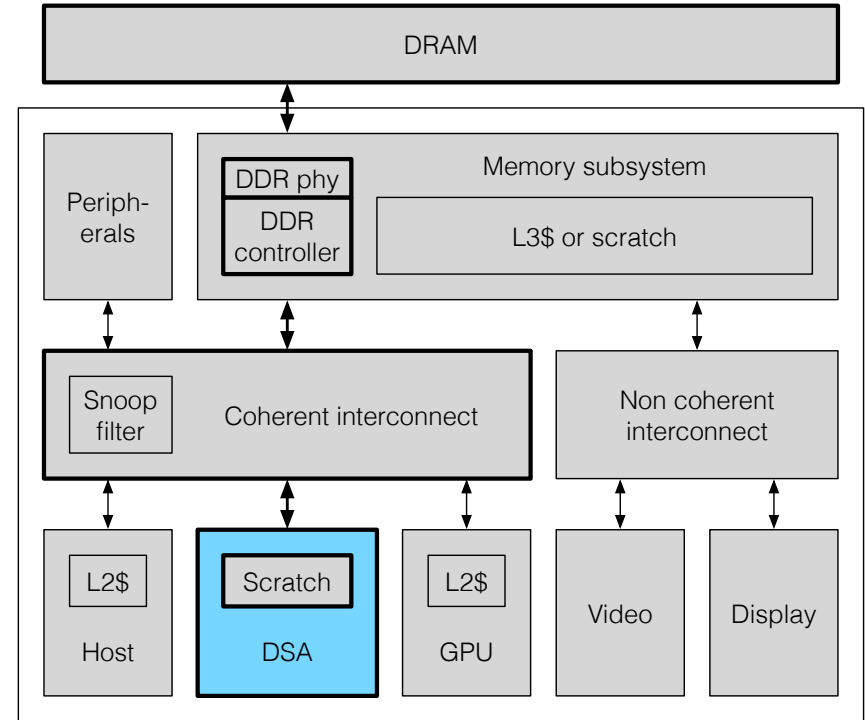 DRAM
Periph-
erals
DDR phy
DDR
controller
Memory subsystem
L3$ or scratch
Snoop
filter
Coherent interconnect
Non coherent
interconnect
L2$
Host
Scratch
DSA
L2$
GPU
Video
Display